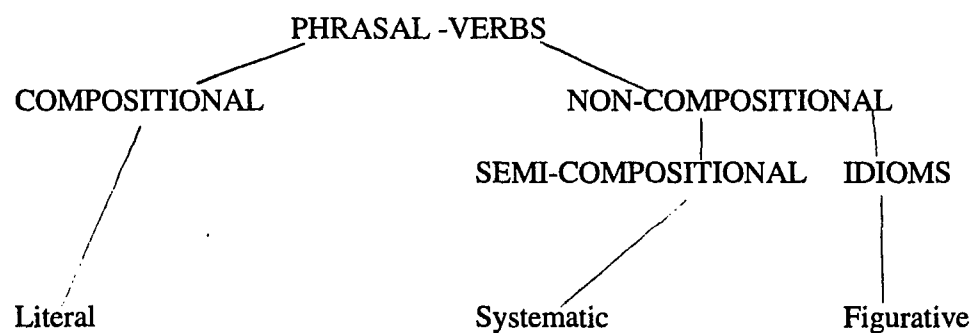 PHRASAL -VERBS
COMPOSITIONAL NON-COMPOSITIONAL
SEMI-COMPOSITIONAL IDIOMS
Literal Systematic Figurative